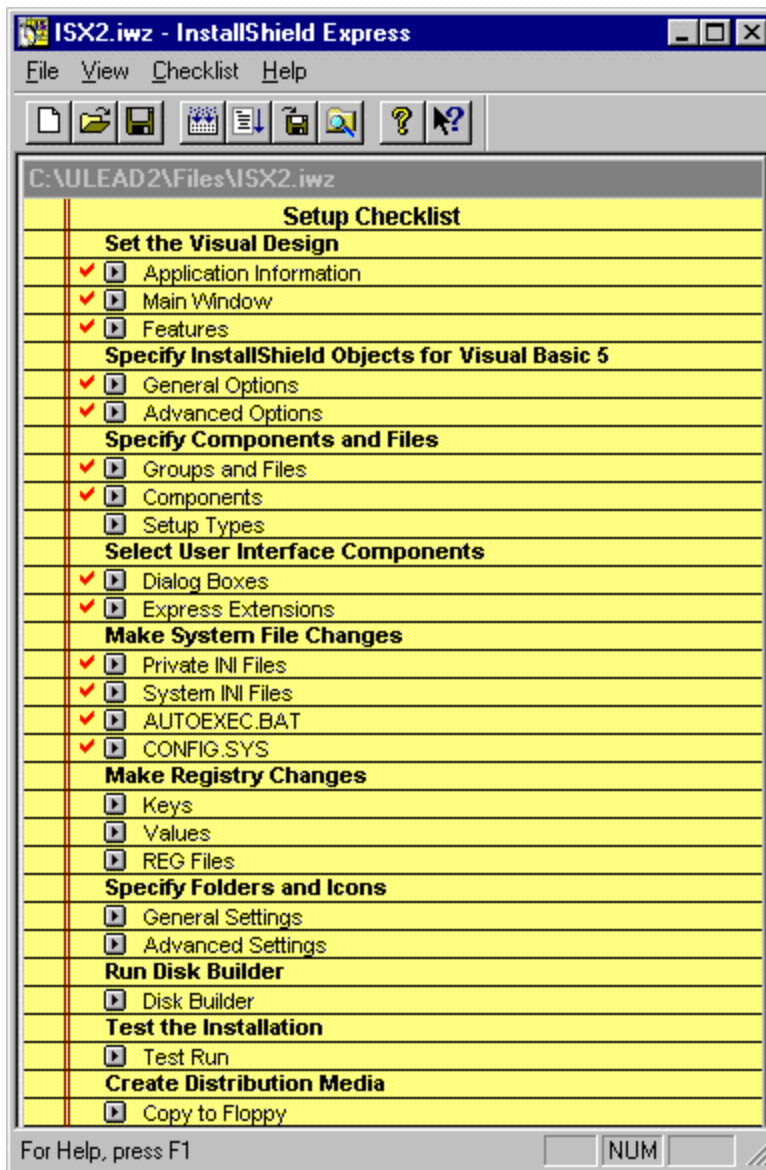 ISX2.iwz - InstallShield Express
File View Checklist Help
C:\ULEAD2\Files\ISX2.iwz
Setup Checklist
Set the Visual Design
Application Information
Main Window
Features
Specify InstallShield Objects for Visual Basic 5
General Options
Advanced Options
Specify Components and Files
Groups and Files
Components
Setup Types
Select User Interface Components
Dialog Boxes
Express Extensions
Make System File Changes
Private INI Files
System INI Files
AUTOEXEC.BAT
CONFIG.SYS
Make Registry Changes
Keys
Values
REG Files
Specify Folders and Icons
General Settings
Advanced Settings
Run Disk Builder
Disk Builder
Test the Installation
Test Run
Create Distribution Media
Copy to Floppy
For Help, press F1 NUM